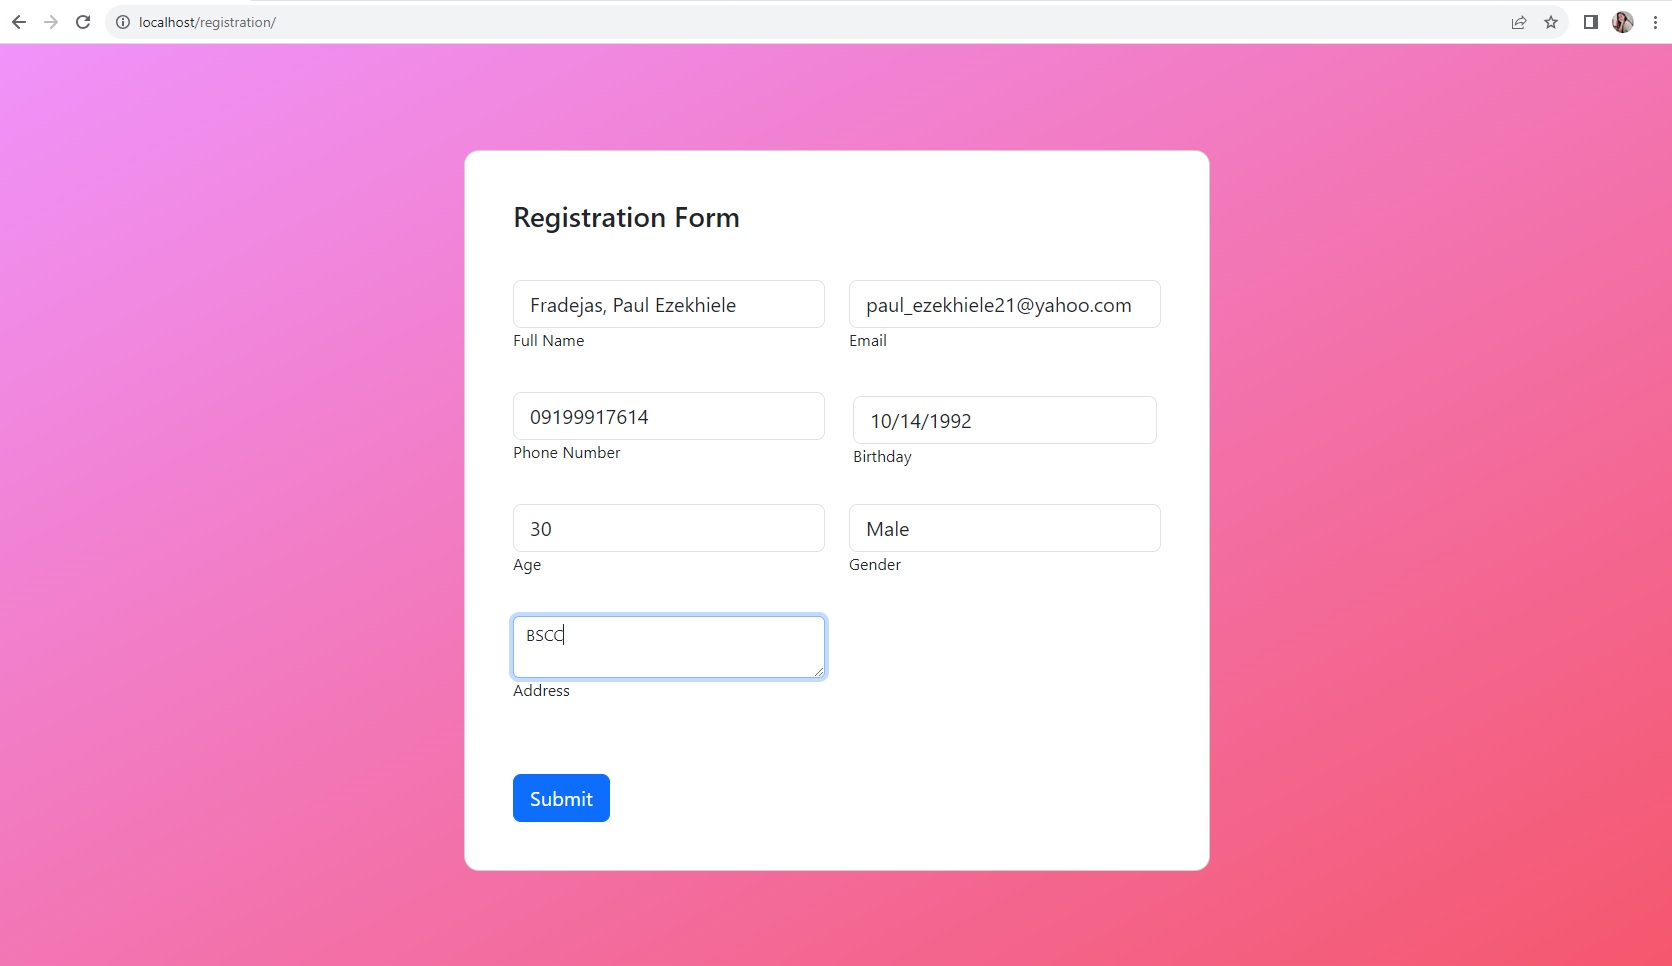 localhost/registration/
Registration Form
Fradejas, Paul Ezekhiele
paul_ezekhiele21@yahoo.com
Full Name
Email
09199917614
10/14/1992
Phone Number
Birthday
30
Male
Age
Gender
BSCC
Address
Submit